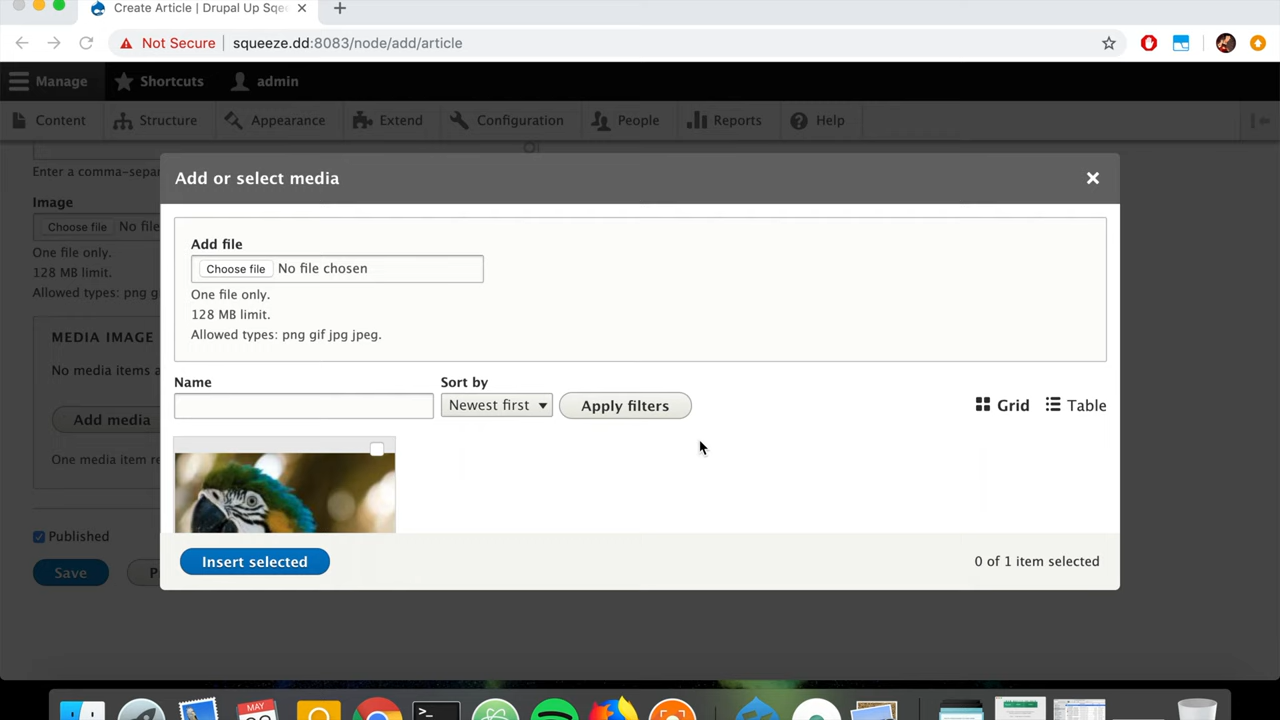 Create Article | Drupal Up Sque
Not Secure squeeze.dd:8083/node/add/article
Manage Shortcuts admin
Content Structure Appearance Extend Configuration People Reports Help
Enter a comma-separ
Image
Choose file No file
One file only.
128 MB limit.
Allowed types: png g
MEDIA IMAGE
No media items a
Add media
One media item re
Published
Save P
Add or select media
Add file
Choose file No file chosen
One file only.
128 MB limit.
Allowed types: png gif jpg jpeg.
Name Sort by
Newest first Apply filters Grid Table
Insert selected 0 of 1 item selected
MAY